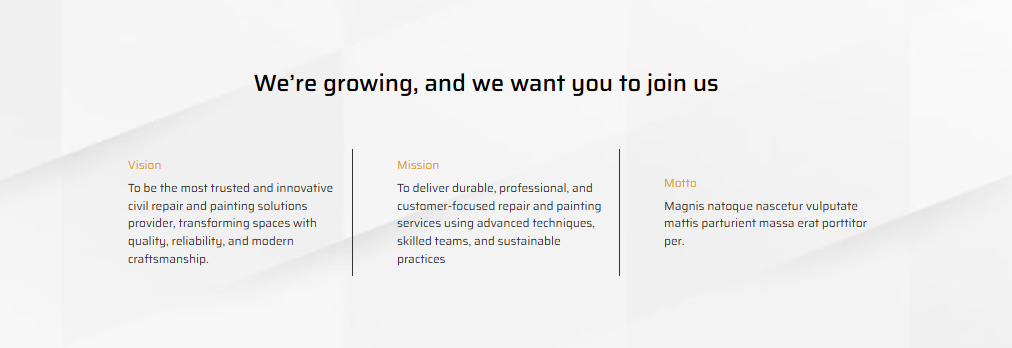 We’re growing, and we want you to join us
Vision
To be the most trusted and innovative
civil repair and painting solutions
provider, transforming spaces with
quality, reliability, and modern
craftsmanship.
Mission
To deliver durable, professional, and
customer-focused repair and painting
services using advanced techniques,
skilled teams, and sustainable
practices
Motto
Magnis natoque nascetur vulputate
mattis parturient massa erat porttitor
per.